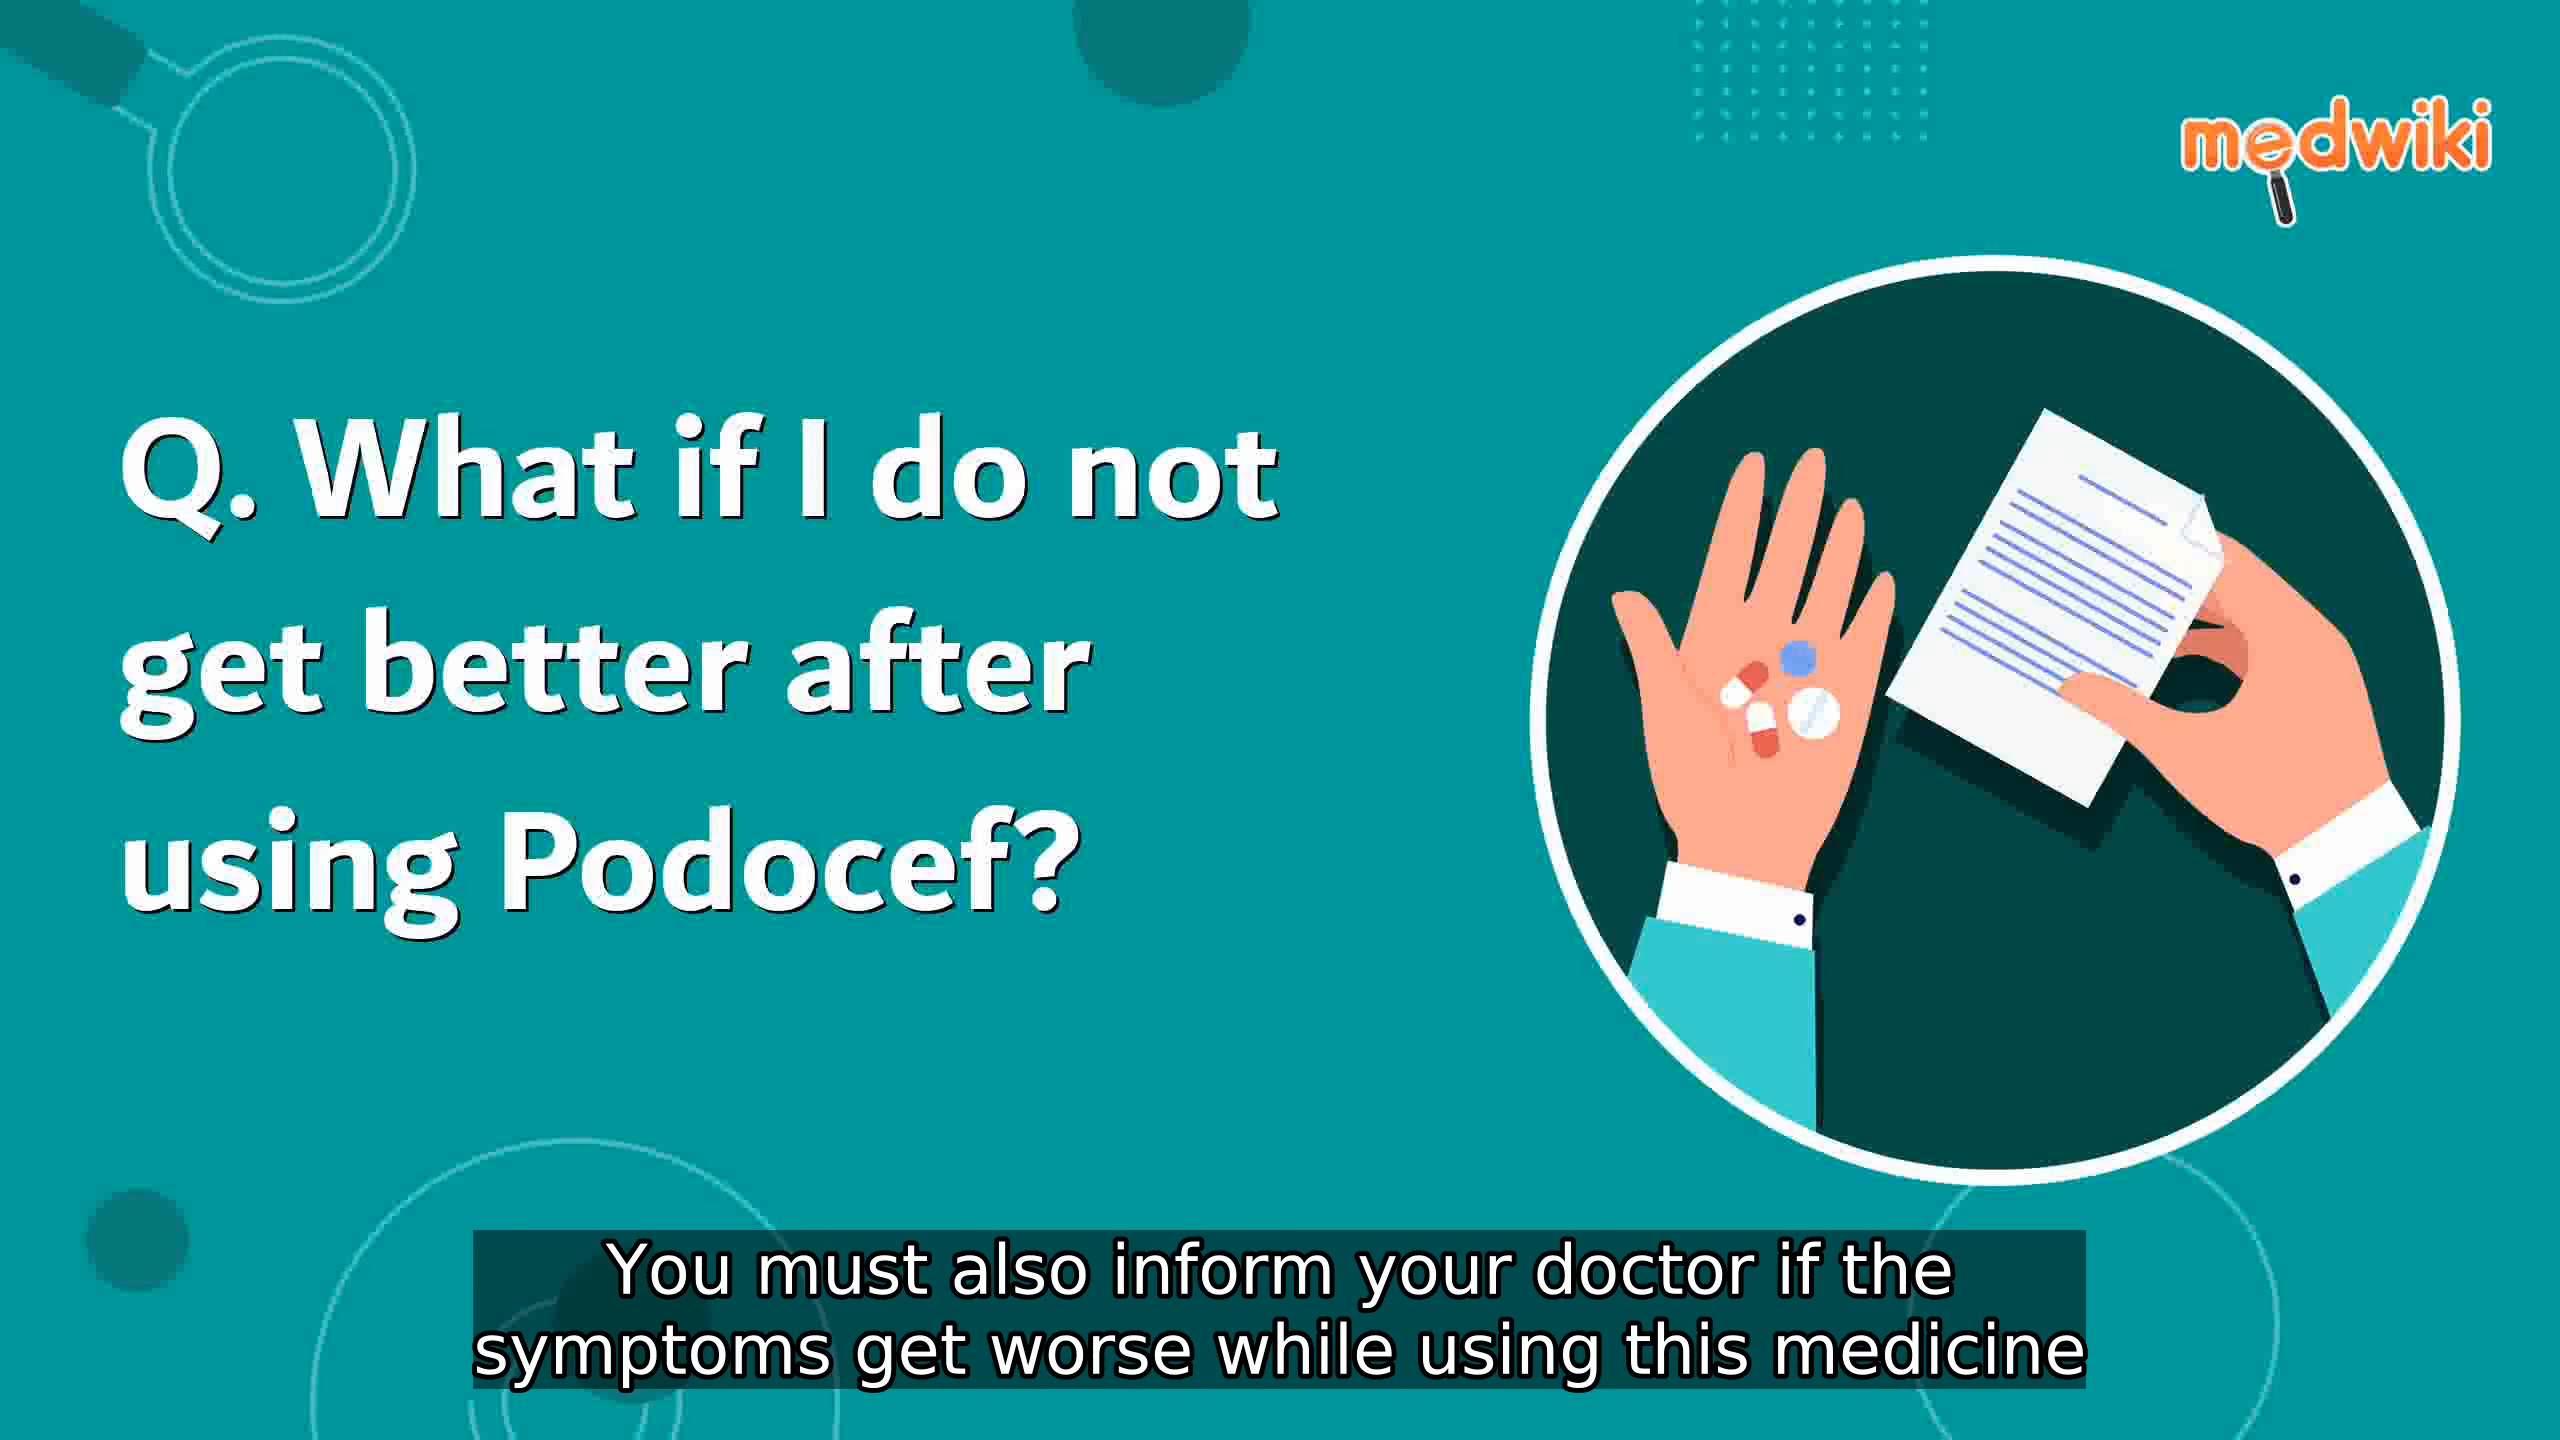 medwiki
Q. What if I do not
get better after
using Podocef?
You must also inform your doctor if the
symptoms get worse while using this medicine